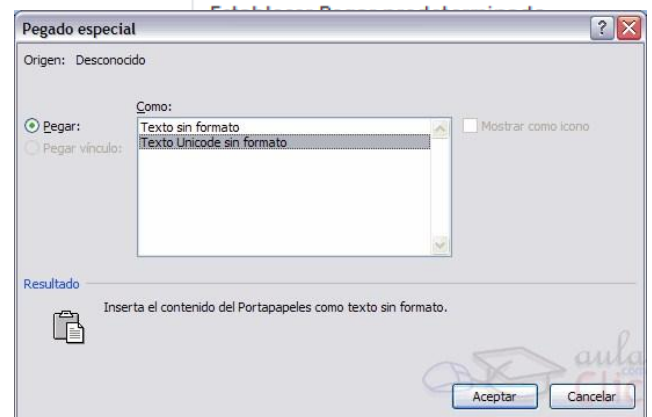 Pegado especial
Origen: Desconocido
Como:
Pegar:
Pegar vínculo:
Texto sin formato
Texto Unicode sin formato
Mostrar como icono
Resultado
Inserta el contenido del Portapapeles como texto sin formato.
aula
Clic
.com
Aceptar
Cancelar